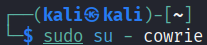 ┌──(kali㉿kali)-[~]
└─$ sudo su - cowrie